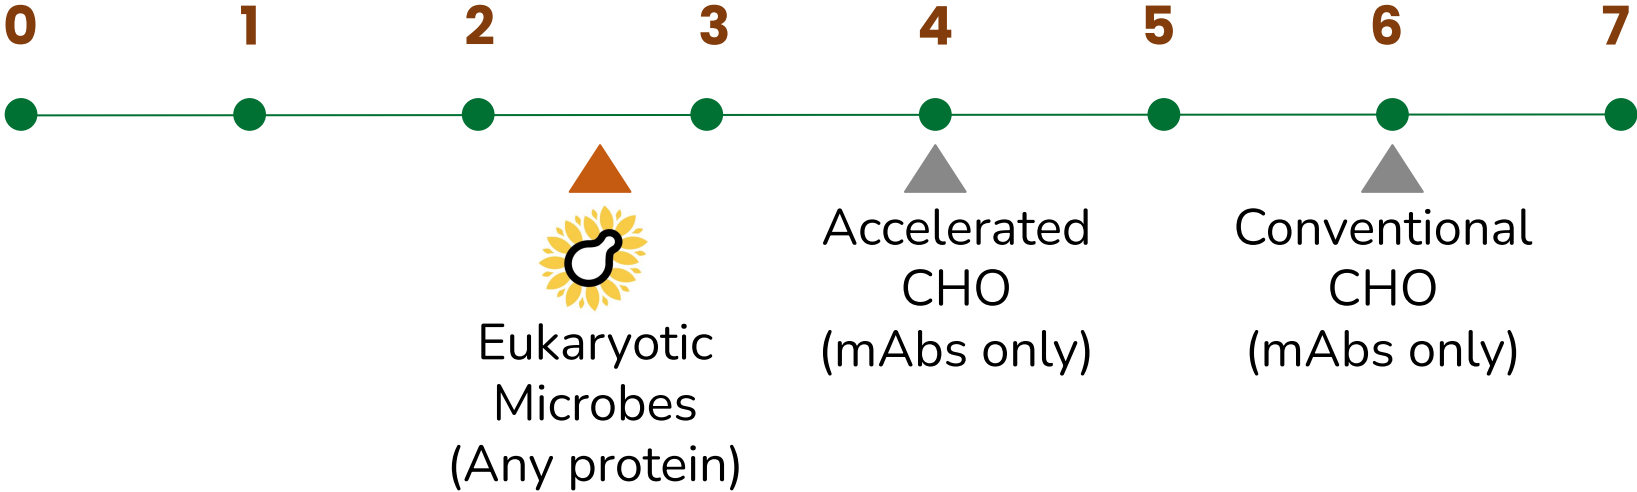 0 1 2 3 4 5 6 7
Eukaryotic
Microbes
(Any protein)
Accelerated
CHO
(mAbs only)
Conventional
CHO
(mAbs only)